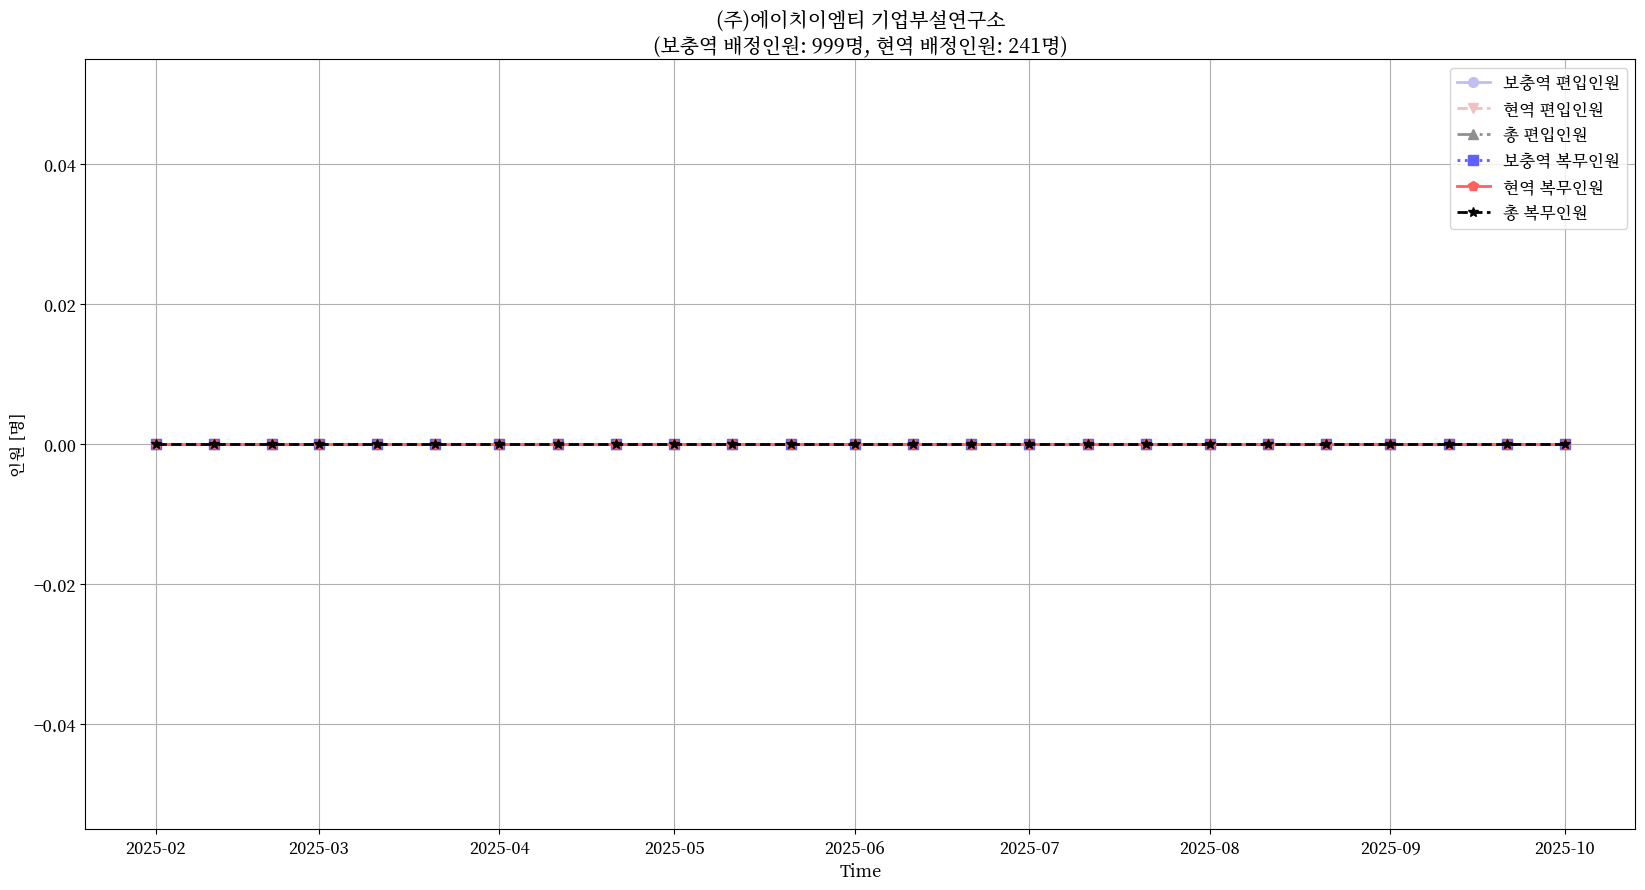 (주)에이치이엠티 기업부설연구소
(보충역 배정인원: 999명, 현역 배정인원: 241명)
보충역 편입인원
현역 편입인원
총 편입인원
보충역 복무인원
현역 복무인원
총 복무인원
0.04
0.02
0.00
−0.02
−0.04
인원 [명]
2025-02 2025-03 2025-04 2025-05 2025-06 2025-07 2025-08 2025-09 2025-10
Time